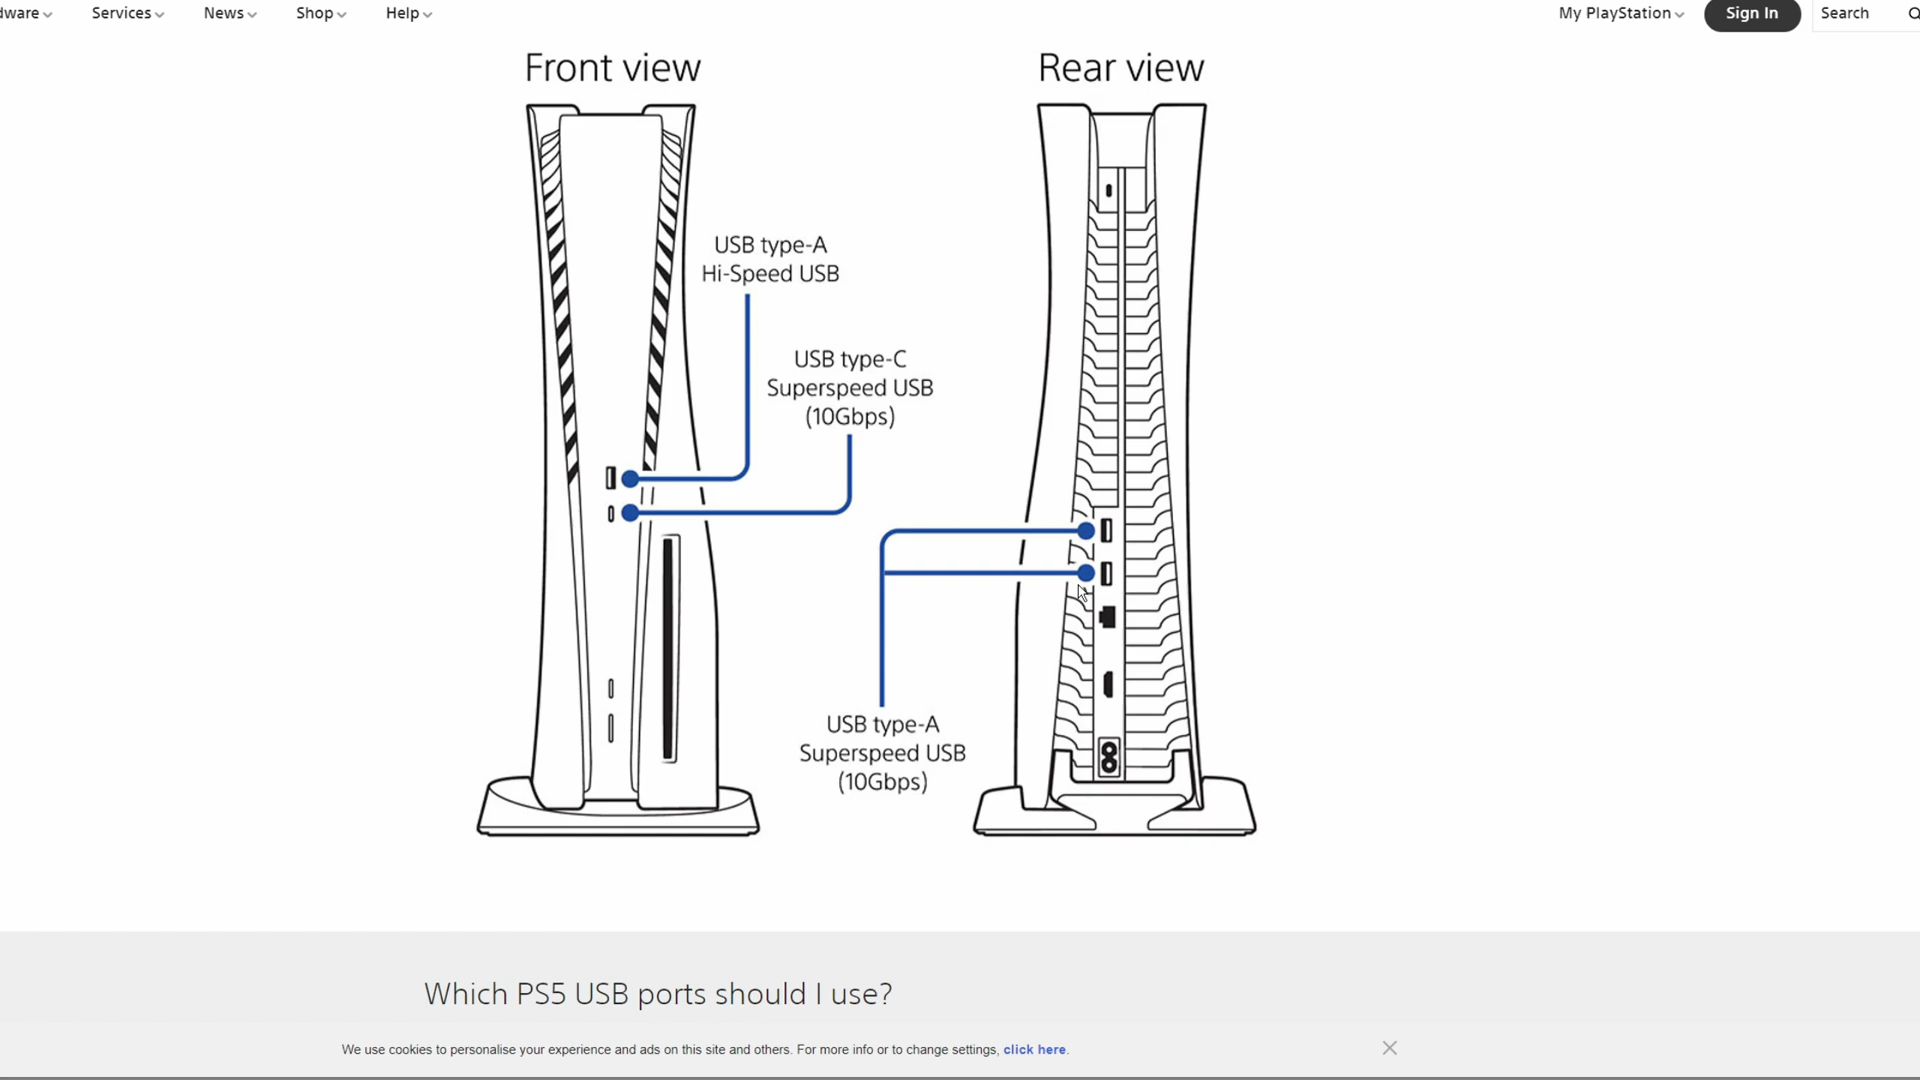 Services
News
Shop
Help
My PlayStation
Sign In
Search
Front view
Rear view
USB type-A
Hi-Speed USB
USB type-C
Superspeed USB
(10Gbps)
USB type-A
Superspeed USB
(10Gbps)
Which PS5 USB ports should I use?
We use cookies to personalise your experience and ads on this site and others. For more info or to change settings, click here.